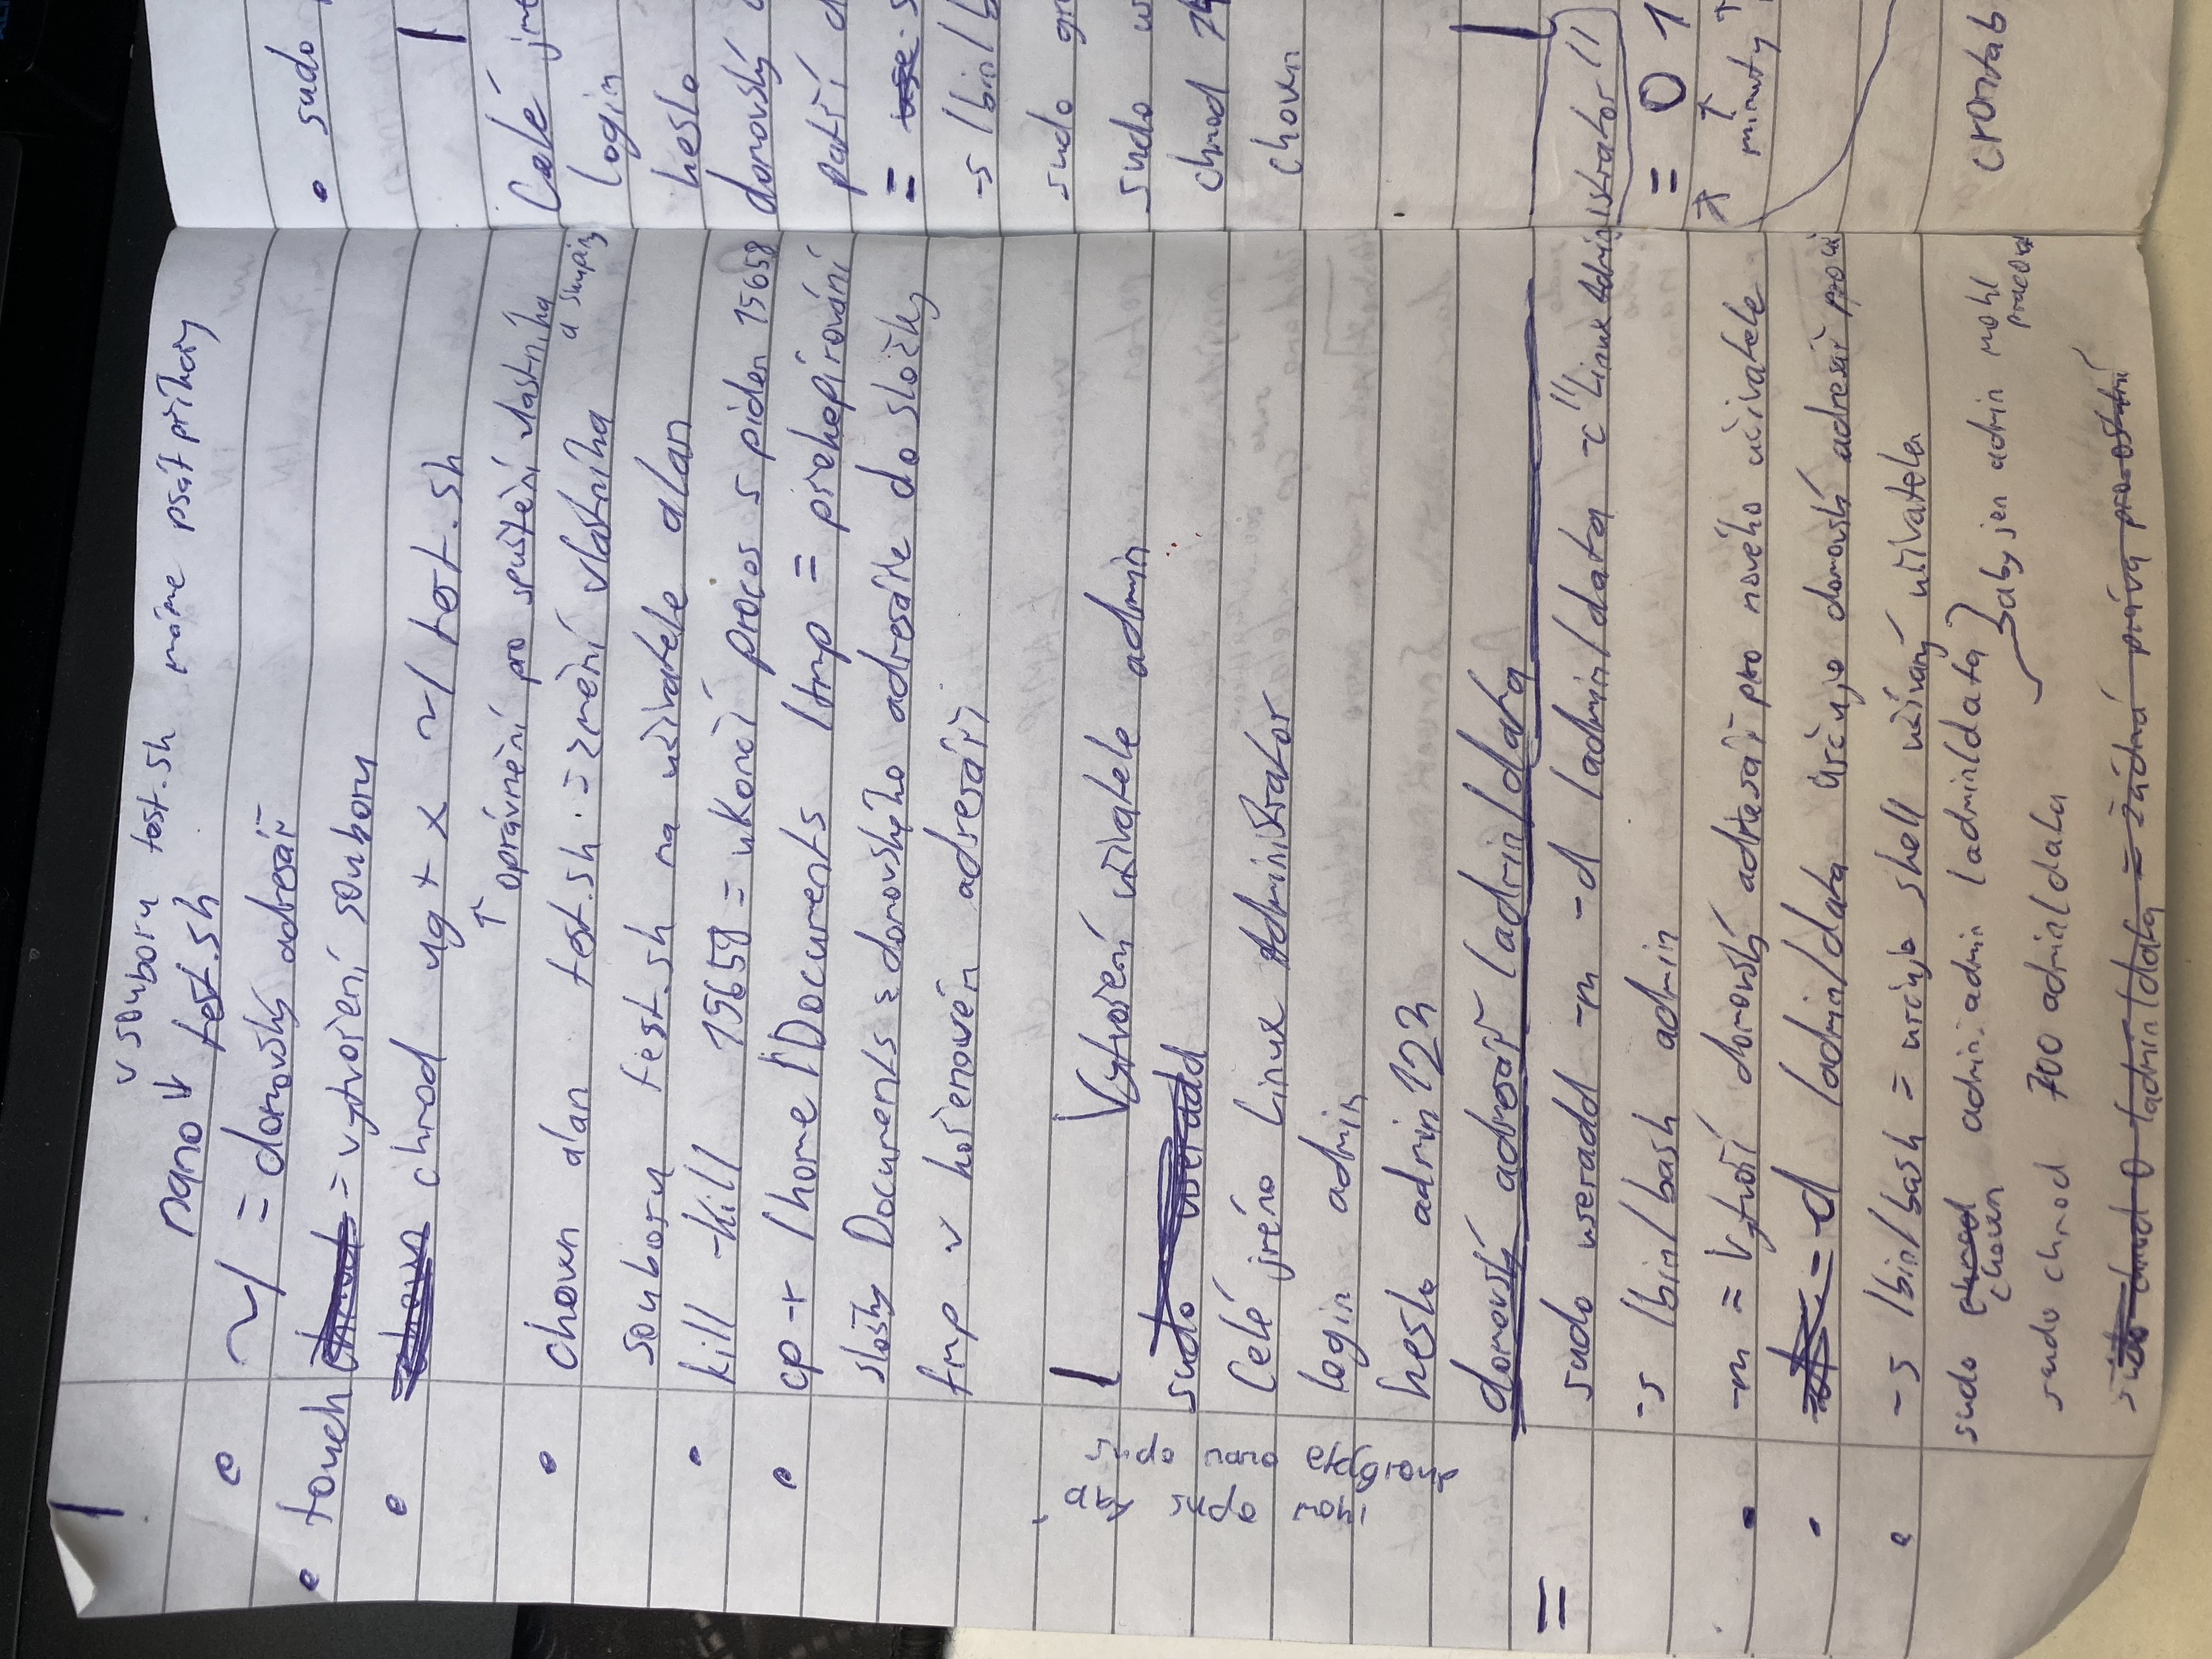 v souboru test.sh máme psát příkazy
nano ↓ test.sh
• ~/ = domovský adresář
• touch chmod = vytvoření souboru
• chown chmod ug+x ~/test.sh
↑ oprávnění pro spuštění vlastníka a skupiny
• chown alan test.sh = změní vlastníka
souboru test.sh na uživatele alan
• kill -kill 15658 = ukončí proces s pidem 15658
• cp -r /home/Documents /tmp = překopírování
složky Documents z domovského adresáře do složky
tmp v kořenovém adresáři
Vytvoření uživatele admin
sudo useradd
Celé jméno Linux Administrator
login admin
heslo admin123
domovský adresář /admin/data
= sudo useradd -m -d /admin/data -c "Linux Administrator"
-s /bin/bash admin
• -m = Vytvoří domovský adresář pro nového uživatele
• -d /admin/data určuje domovský adresář pro
• -s /bin/bash = určuje shell užívaný uživatelem
sudo chmod chown admin:admin /admin/data } aby jen admin mohl pracovat
sudo chmod 700 admin/data
sudo chmod 0 /admin/data = žádná práva pro ostatní
sudo nano etc/group
- aby sudo mohl
• sudo
Celé
login
heslo
domovský
patří
=
-s /bin/
sudo
sudo
chmod
chown
= 0 1
minuty
crontab